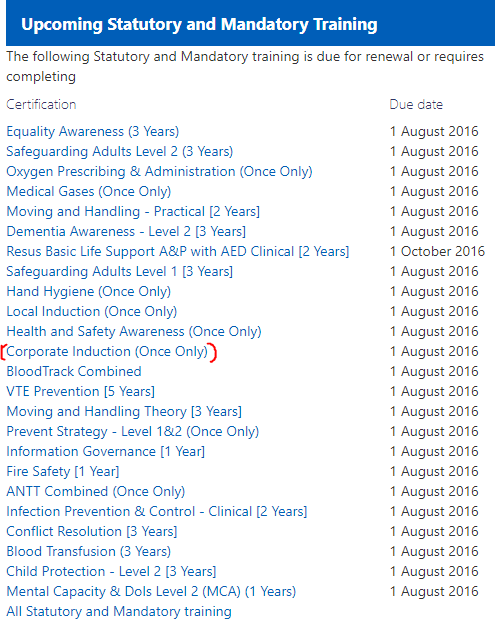 Upcoming Statutory and Mandatory Training
The following Statutory and Mandatory training is due for renewal or requires
completing
Certification Due date
Equality Awareness (3 Years) 1 August 2016
Safeguarding Adults Level 2 (3 Years) 1 August 2016
Oxygen Prescribing & Administration (Once Only) 1 August 2016
Medical Gases (Once Only) 1 August 2016
Moving and Handling - Practical [2 Years] 1 August 2016
Dementia Awareness - Level 2 [3 Years] 1 August 2016
Resus Basic Life Support A&P with AED Clinical [2 Years] 1 October 2016
Safeguarding Adults Level 1 [3 Years] 1 August 2016
Hand Hygiene (Once Only) 1 August 2016
Local Induction (Once Only) 1 August 2016
Health and Safety Awareness (Once Only) 1 August 2016
Corporate Induction (Once Only) 1 August 2016
BloodTrack Combined 1 August 2016
VTE Prevention [5 Years] 1 August 2016
Moving and Handling Theory [3 Years] 1 August 2016
Prevent Strategy - Level 1&2 (Once Only) 1 August 2016
Information Governance [1 Year] 1 August 2016
Fire Safety [1 Year] 1 August 2016
ANTT Combined (Once Only) 1 August 2016
Infection Prevention & Control - Clinical [2 Years] 1 August 2016
Conflict Resolution [3 Years] 1 August 2016
Blood Transfusion (3 Years) 1 August 2016
Child Protection - Level 2 [3 Years] 1 August 2016
Mental Capacity & Dols Level 2 (MCA) (1 Years) 1 August 2016
All Statutory and Mandatory training